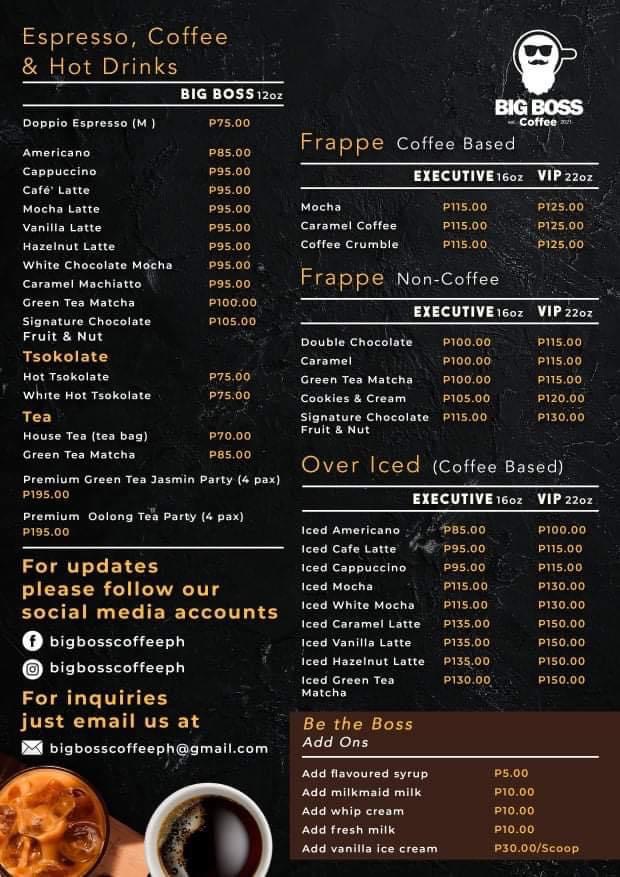 Espresso, Coffee
& Hot Drinks
BIG BOSS 12oz
Doppio Espresso (M ) P75.00
Americano P85.00
Cappuccino P95.00
Café' Latte P95.00
Mocha Latte P95.00
Vanilla Latte P95.00
Hazelnut Latte P95.00
White Chocolate Mocha P95.00
Caramel Machiatto P95.00
Green Tea Matcha P100.00
Signature Chocolate P105.00
Fruit & Nut
Tsokolate
Hot Tsokolate P75.00
White Hot Tsokolate P75.00
Tea
House Tea (tea bag) P70.00
Green Tea Matcha P85.00
Premium Green Tea Jasmin Party (4 pax)
P195.00
Premium Oolong Tea Party (4 pax)
P195.00
For updates
please follow our
social media accounts
bigbosscoffeeph
bigbosscoffeeph
For inquiries
just email us at
bigbosscoffeeph@gmail.com
BIG BOSS
est. Coffee 2021
Frappe Coffee Based
EXECUTIVE 16oz VIP 22oz
Mocha P115.00 P125.00
Caramel Coffee P115.00 P125.00
Coffee Crumble P115.00 P125.00
Frappe Non-Coffee
EXECUTIVE 16oz VIP 22oz
Double Chocolate P100.00 P115.00
Caramel P100.00 P115.00
Green Tea Matcha P100.00 P115.00
Cookies & Cream P105.00 P120.00
Signature Chocolate P115.00 P130.00
Fruit & Nut
Over Iced (Coffee Based)
EXECUTIVE 16oz VIP 22oz
Iced Americano P85.00 P100.00
Iced Cafe Latte P95.00 P115.00
Iced Cappuccino P95.00 P115.00
Iced Mocha P115.00 P130.00
Iced White Mocha P115.00 P130.00
Iced Caramel Latte P135.00 P150.00
Iced Vanilla Latte P135.00 P150.00
Iced Hazelnut Latte P135.00 P150.00
Iced Green Tea P130.00 P150.00
Matcha
Be the Boss
Add Ons
Add flavoured syrup P5.00
Add milkmaid milk P10.00
Add whip cream P10.00
Add fresh milk P10.00
Add vanilla ice cream P30.00/Scoop